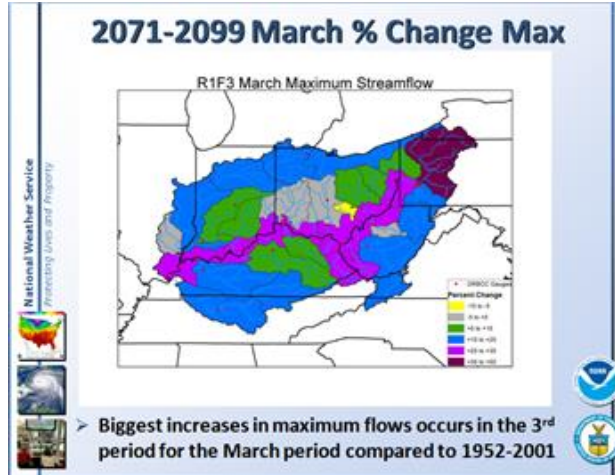 2071-2099 March % Change Max
R1F3 March Maximum Streamflow
National Weather Service
Protecting Lives and Property
Percent Change
➤ Biggest increases in maximum flows occurs in the 3rd
period for the March period compared to 1952-2001